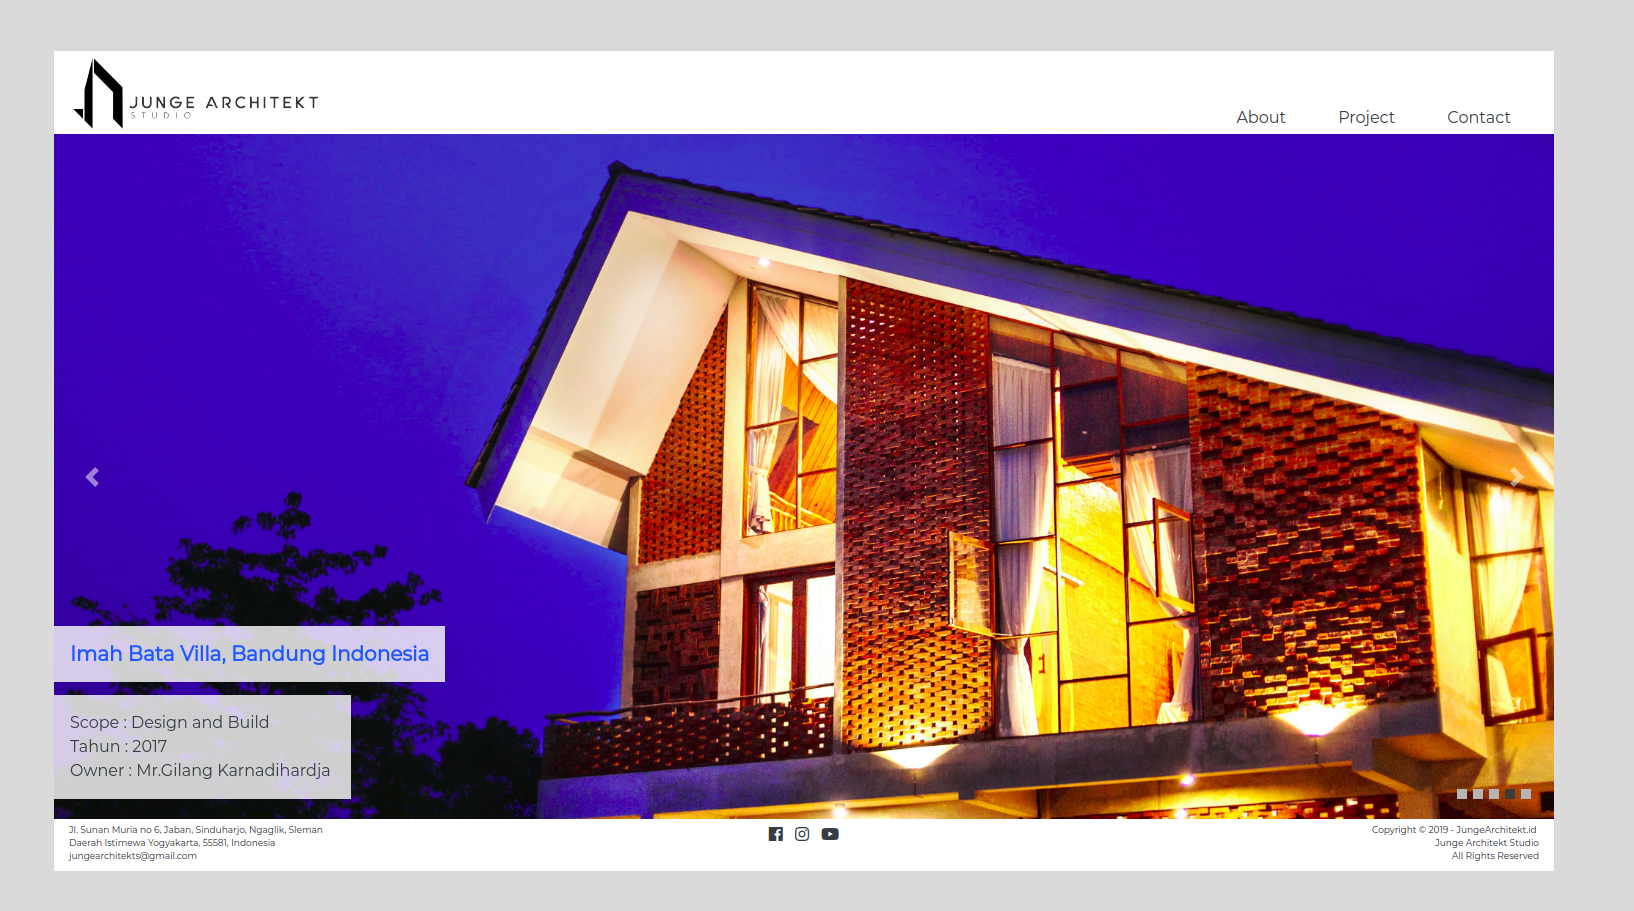 JUNGE ARCHITEKT
STUDIO
About Project Contact
Imah Bata Villa, Bandung Indonesia
Scope : Design and Build
Tahun : 2017
Owner : Mr.Gilang Karnadihardja
Jl. Sunan Muria no 6, Jaban, Sinduharjo, Ngaglik, Sleman
Daerah Istimewa Yogyakarta, 55581, Indonesia
jungearchitekts@gmail.com
Copyright © 2019 - JungeArchitekt.id
Junge Architekt Studio
All Rights Reserved